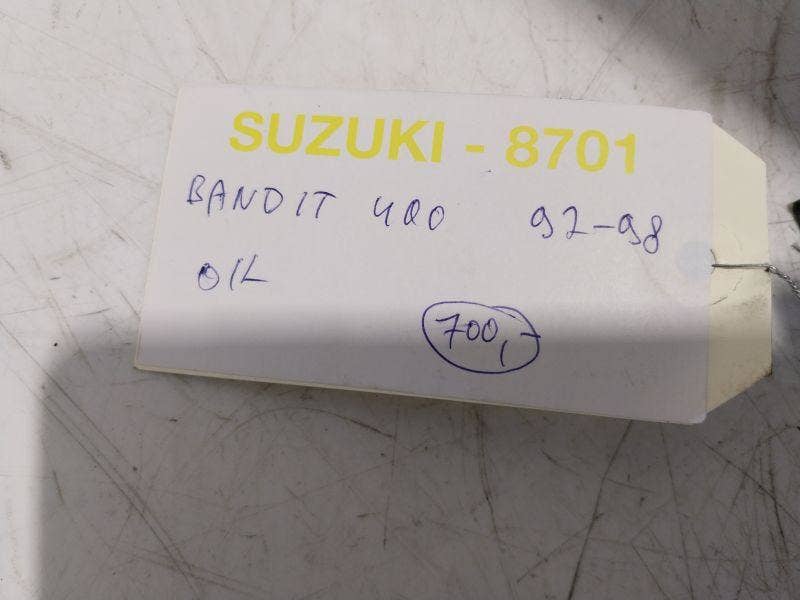 SUZUKI - 8701
BANDIT 400 92-98
OIL
700,-